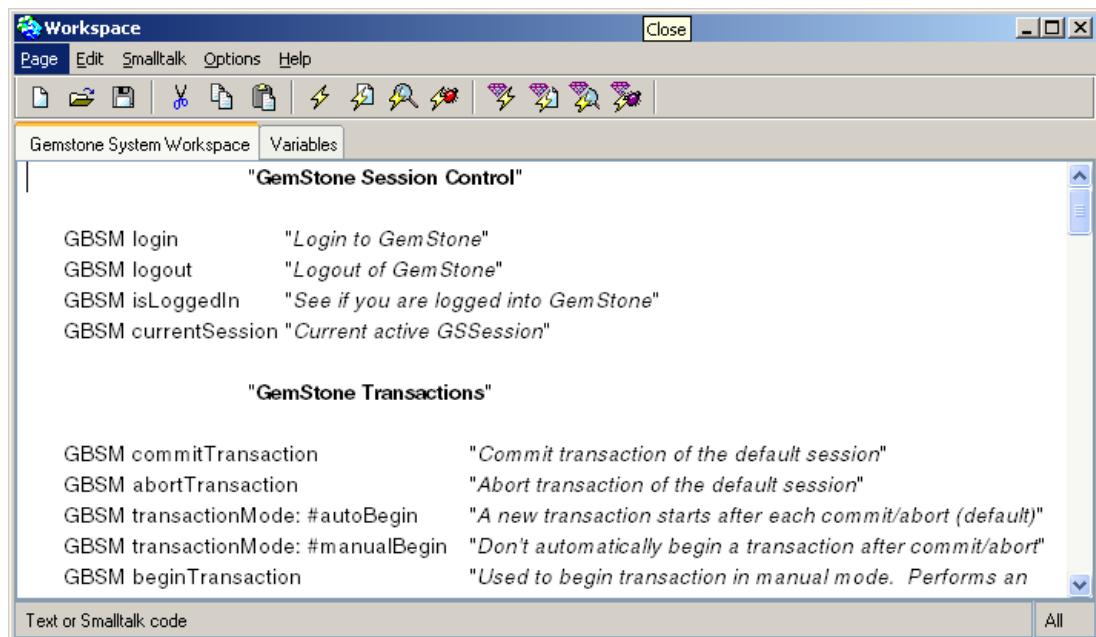 Workspace
Close
Page Edit Smalltalk Options Help
Gemstone System Workspace Variables
"GemStone Session Control"
GBSM login "Login to GemStone"
GBSM logout "Logout of GemStone"
GBSM isLoggedIn "See if you are logged into GemStone"
GBSM currentSession "Current active GSSession"
"GemStone Transactions"
GBSM commitTransaction "Commit transaction of the default session"
GBSM abortTransaction "Abort transaction of the default session"
GBSM transactionMode: #autoBegin "A new transaction starts after each commit/abort (default)"
GBSM transactionMode: #manualBegin "Don't automatically begin a transaction after commit/abort"
GBSM beginTransaction "Used to begin transaction in manual mode. Performs an
Text or Smalltalk code All